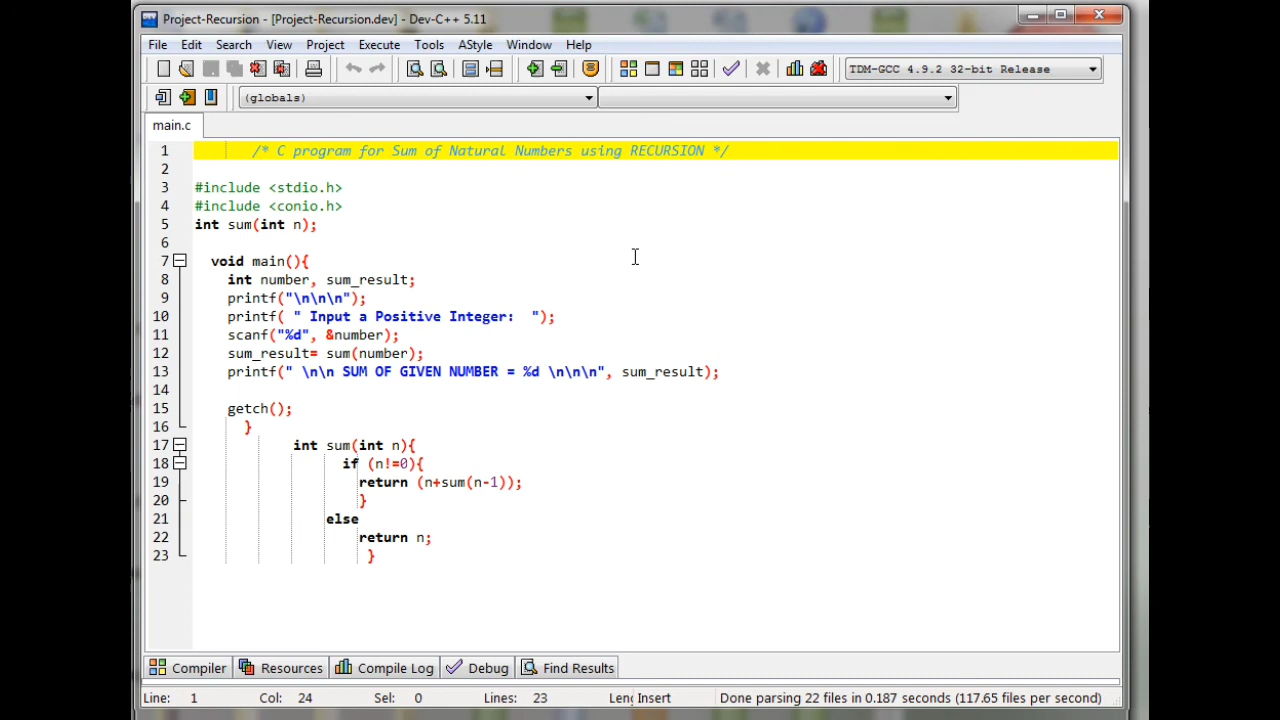 Project-Recursion - [Project-Recursion.dev] - Dev-C++ 5.11
File Edit Search View Project Execute Tools AStyle Window Help
TDM-GCC 4.9.2 32-bit Release
(globals)
main.c
1 /* C program for Sum of Natural Numbers using RECURSION */
2
3 #include <stdio.h>
4 #include <conio.h>
5 int sum(int n);
6
7 void main(){
8 int number, sum_result;
9 printf("\n\n\n");
10 printf( " Input a Positive Integer:  ");
11 scanf("%d", &number);
12 sum_result= sum(number);
13 printf(" \n\n SUM OF GIVEN NUMBER = %d \n\n\n", sum_result);
14
15 getch();
16 }
17 int sum(int n){
18 if (n!=0){
19 return (n+sum(n-1));
20 }
21 else
22 return n;
23 }
Compiler Resources Compile Log Debug Find Results
Line: 1 Col: 24 Sel: 0 Lines: 23 Insert Done parsing 22 files in 0.187 seconds (117.65 files per second)